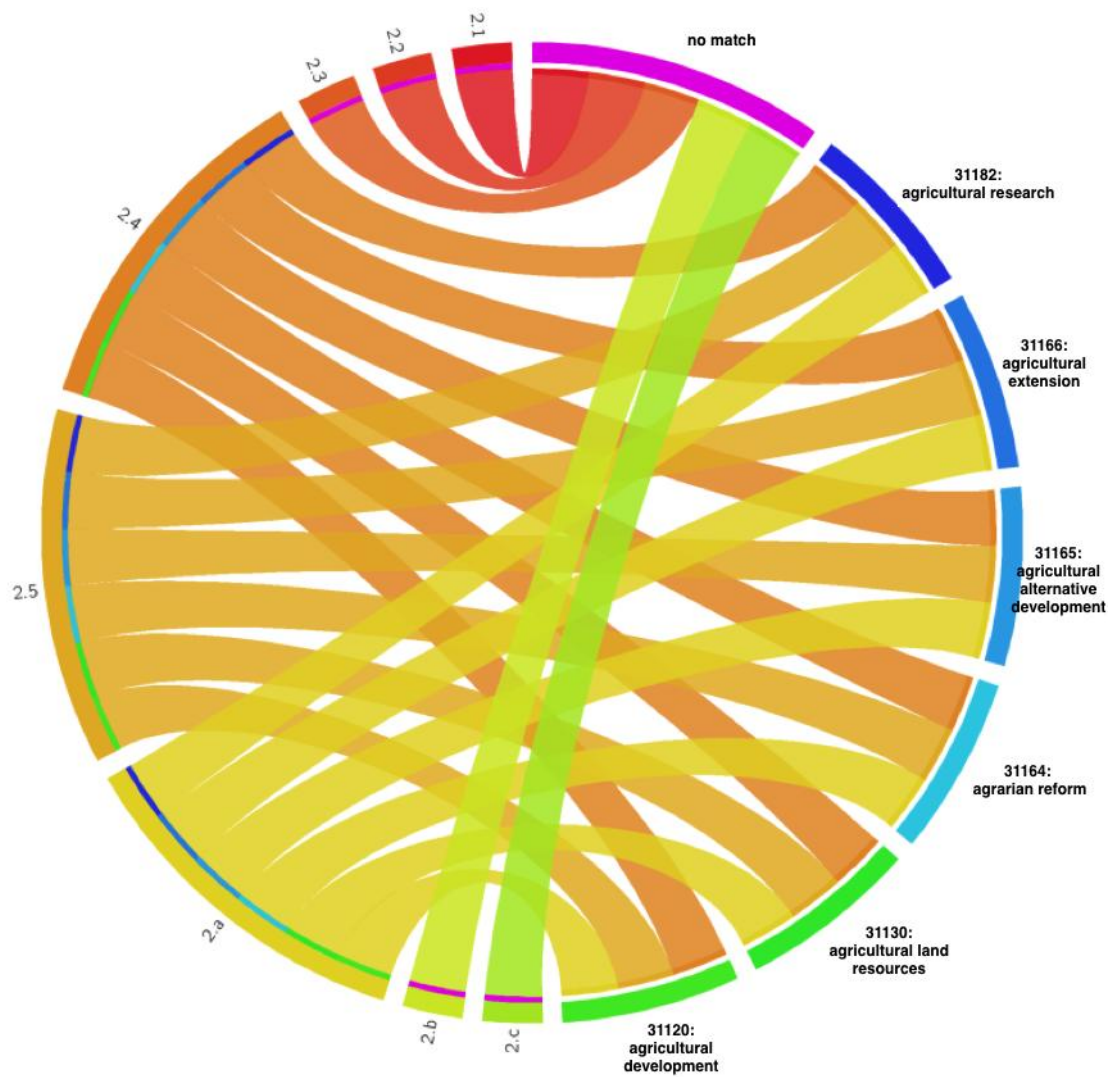 2.1
no match
2.2
2.3
31182:
agricultural research
2.4
31166:
agricultural
extension
31165:
agricultural
alternative
development
2.5
31164:
agrarian reform
2.a
31130:
agricultural land
resources
2.b
2.c
31120:
agricultural
development